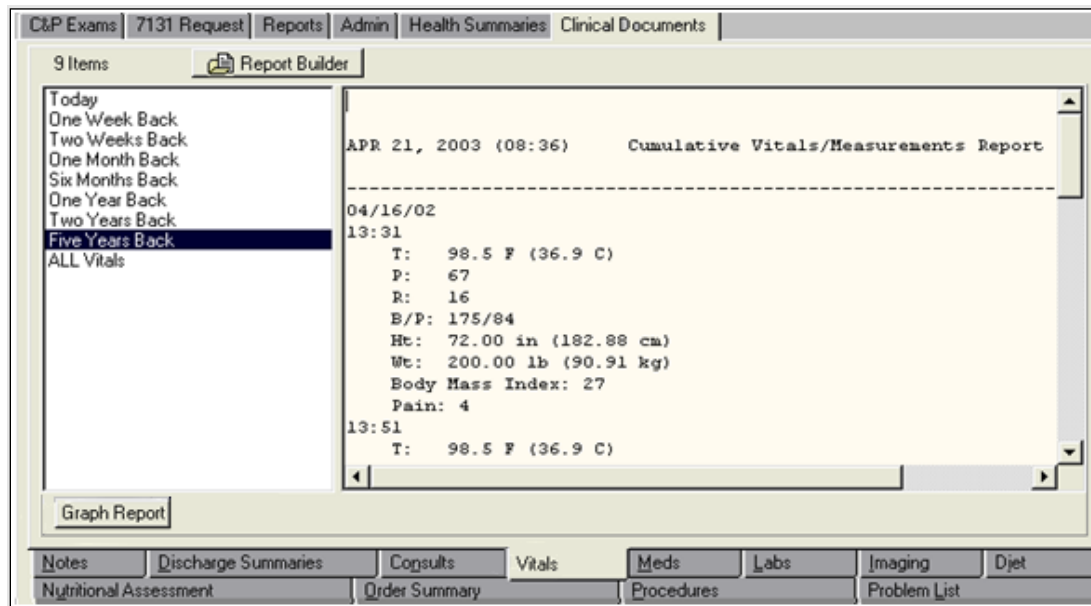 C&P Exams 7131 Request Reports Admin Health Summaries Clinical Documents
9 Items Report Builder
Today
One Week Back
Two Weeks Back
One Month Back
Six Months Back
One Year Back
Two Years Back
Five Years Back
ALL Vitals
APR 21, 2003 (08:36) Cumulative Vitals/Measurements Report
--------------------------------------------------------------------
04/16/02
13:31
T: 98.5 F (36.9 C)
P: 67
R: 16
B/P: 175/84
Ht: 72.00 in (182.88 cm)
Wt: 200.00 lb (90.91 kg)
Body Mass Index: 27
Pain: 4
13:51
T: 98.5 F (36.9 C)
Graph Report
Notes Discharge Summaries Consults Vitals Meds Labs Imaging Diet
Nutritional Assessment Order Summary Procedures Problem List